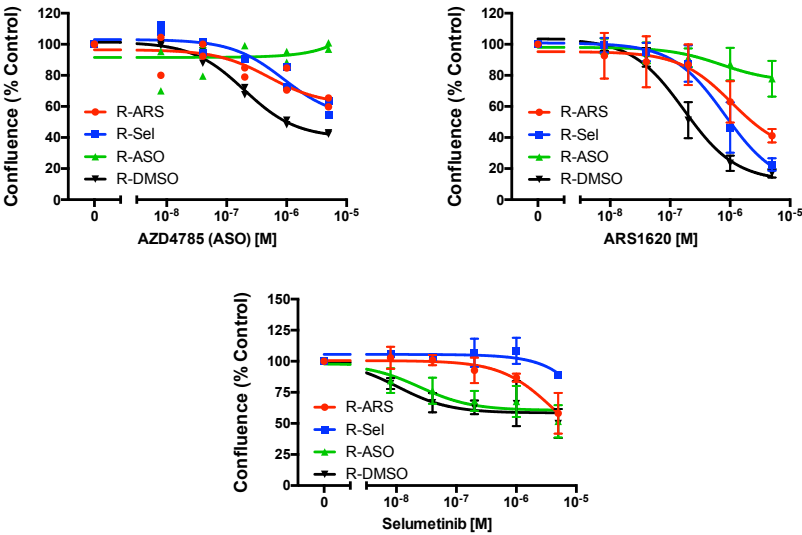 Confluence (% Control)
120
100
80
60
40
20
0
R-ARS
R-Sel
R-ASO
R-DMSO
0
10-8
10-7
10-6
10-5
AZD4785 (ASO) [M]
Confluence (% Control)
120
100
80
60
40
20
0
R-ARS
R-Sel
R-ASO
R-DMSO
0
10-8
10-7
10-6
10-5
ARS1620 [M]
Confluence (% Control)
150
125
100
75
50
25
0
R-ARS
R-Sel
R-ASO
R-DMSO
0
10-8
10-7
10-6
10-5
Selumetinib [M]